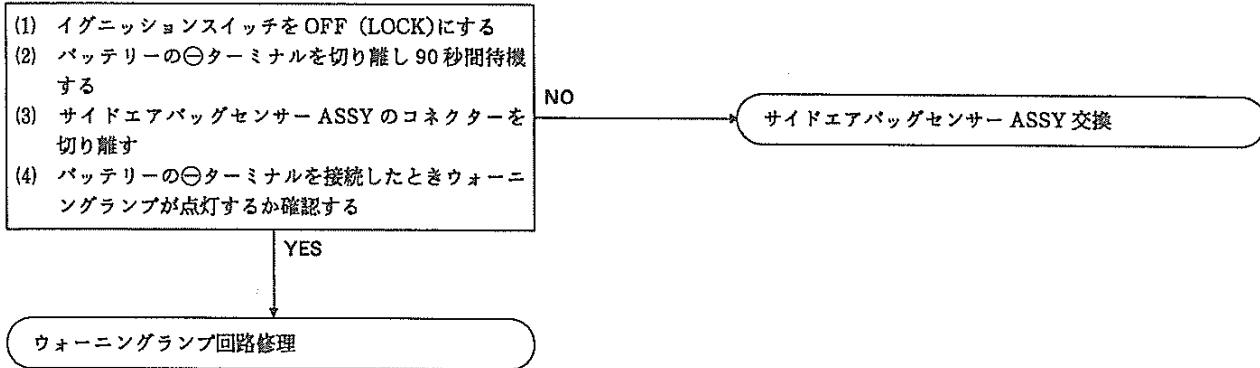 (1) イグニッションスイッチを OFF (LOCK)にする
(2) バッテリーの⊖ターミナルを切り離し 90 秒間待機
する
(3) サイドエアバッグセンサー ASSY のコネクターを
切り離す
(4) バッテリーの⊖ターミナルを接続したときウォーニ
ングランプが点灯するか確認する
NO
サイドエアバッグセンサー ASSY 交換
YES
ウォーニングランプ回路修理